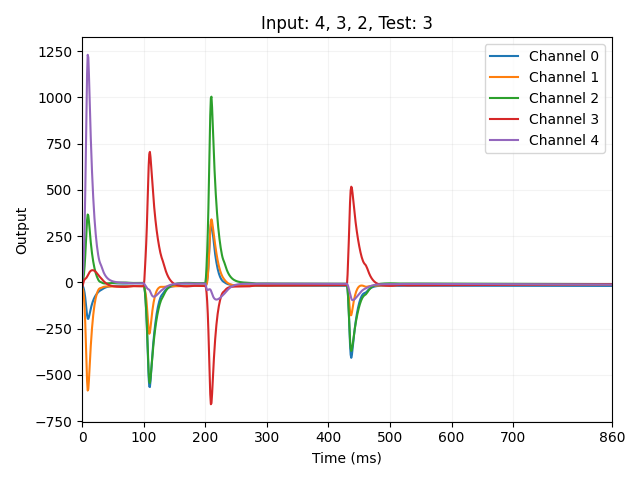 Input: 4, 3, 2, Test: 3
Output
1250
1000
750
500
250
0
−250
−500
−750
Channel 0
Channel 1
Channel 2
Channel 3
Channel 4
0 100 200 300 400 500 600 700 860
Time (ms)